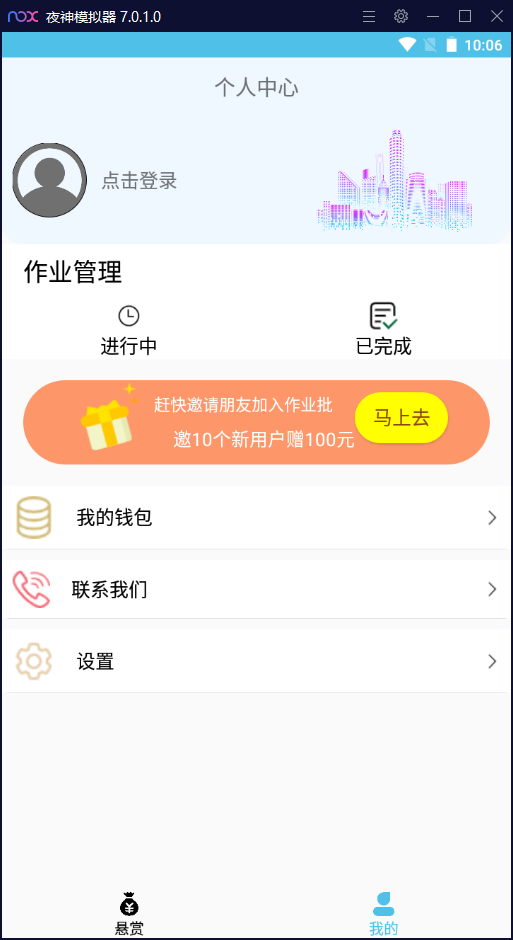 nox 夜神模拟器 7.0.1.0
10:06
个人中心
点击登录
作业管理
进行中 已完成
赶快邀请朋友加入作业批
邀10个新用户赠100元
马上去
我的钱包
联系我们
设置
悬赏 我的